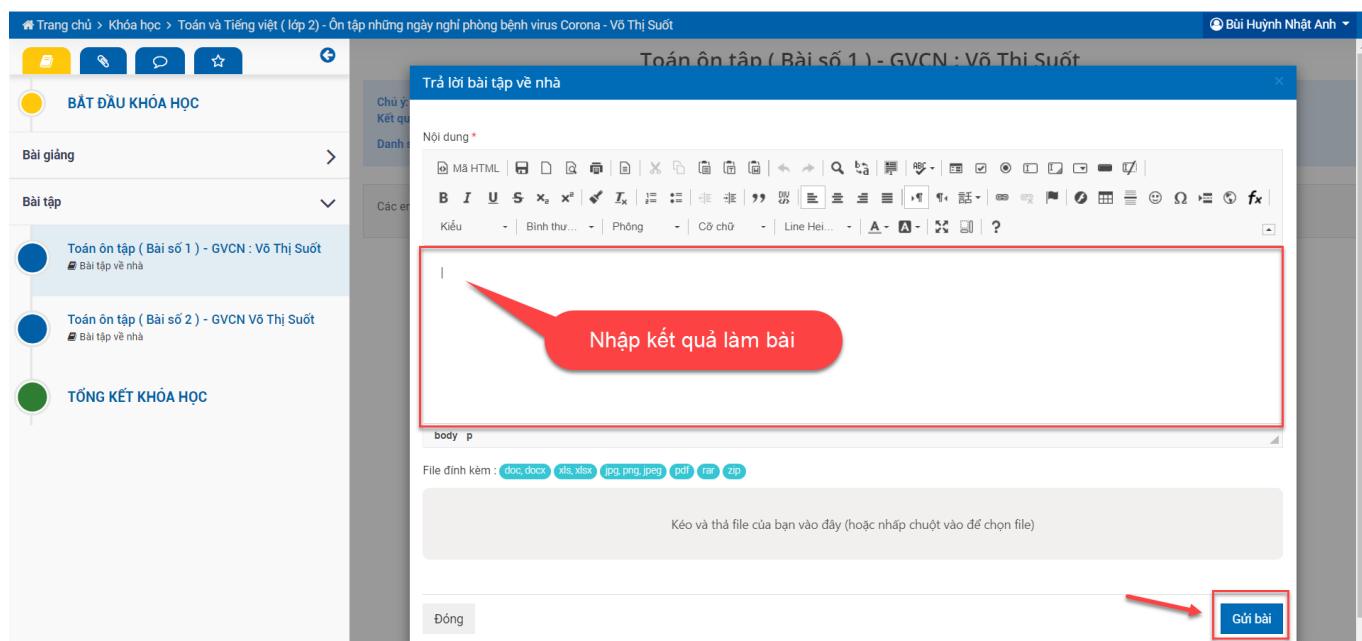 Trang chủ > Khóa học > Toán và Tiếng việt ( lớp 2) - Ôn tập những ngày nghỉ phòng bệnh virus Corona - Võ Thị Suốt
Bùi Huỳnh Nhật Anh
BẮT ĐẦU KHÓA HỌC
Bài giảng
Bài tập
Toán ôn tập ( Bài số 1 ) - GVCN : Võ Thị Suốt
Bài tập về nhà
Toán ôn tập ( Bài số 2 ) - GVCN Võ Thị Suốt
Bài tập về nhà
TỔNG KẾT KHÓA HỌC
Toán ôn tập ( Bài số 1 ) - GVCN : Võ Thị Suốt
Chú ý:
Kết qu
Danh s
Các er
Trả lời bài tập về nhà
Nội dung *
Mã HTML
Kiểu Bình thư... Phông Cỡ chữ Line Hei...
Nhập kết quả làm bài
body p
File đính kèm : doc, docx xls, xlsx jpg, png, jpeg pdf rar zip
Kéo và thả file của bạn vào đây (hoặc nhấp chuột vào để chọn file)
Đóng
Gửi bài